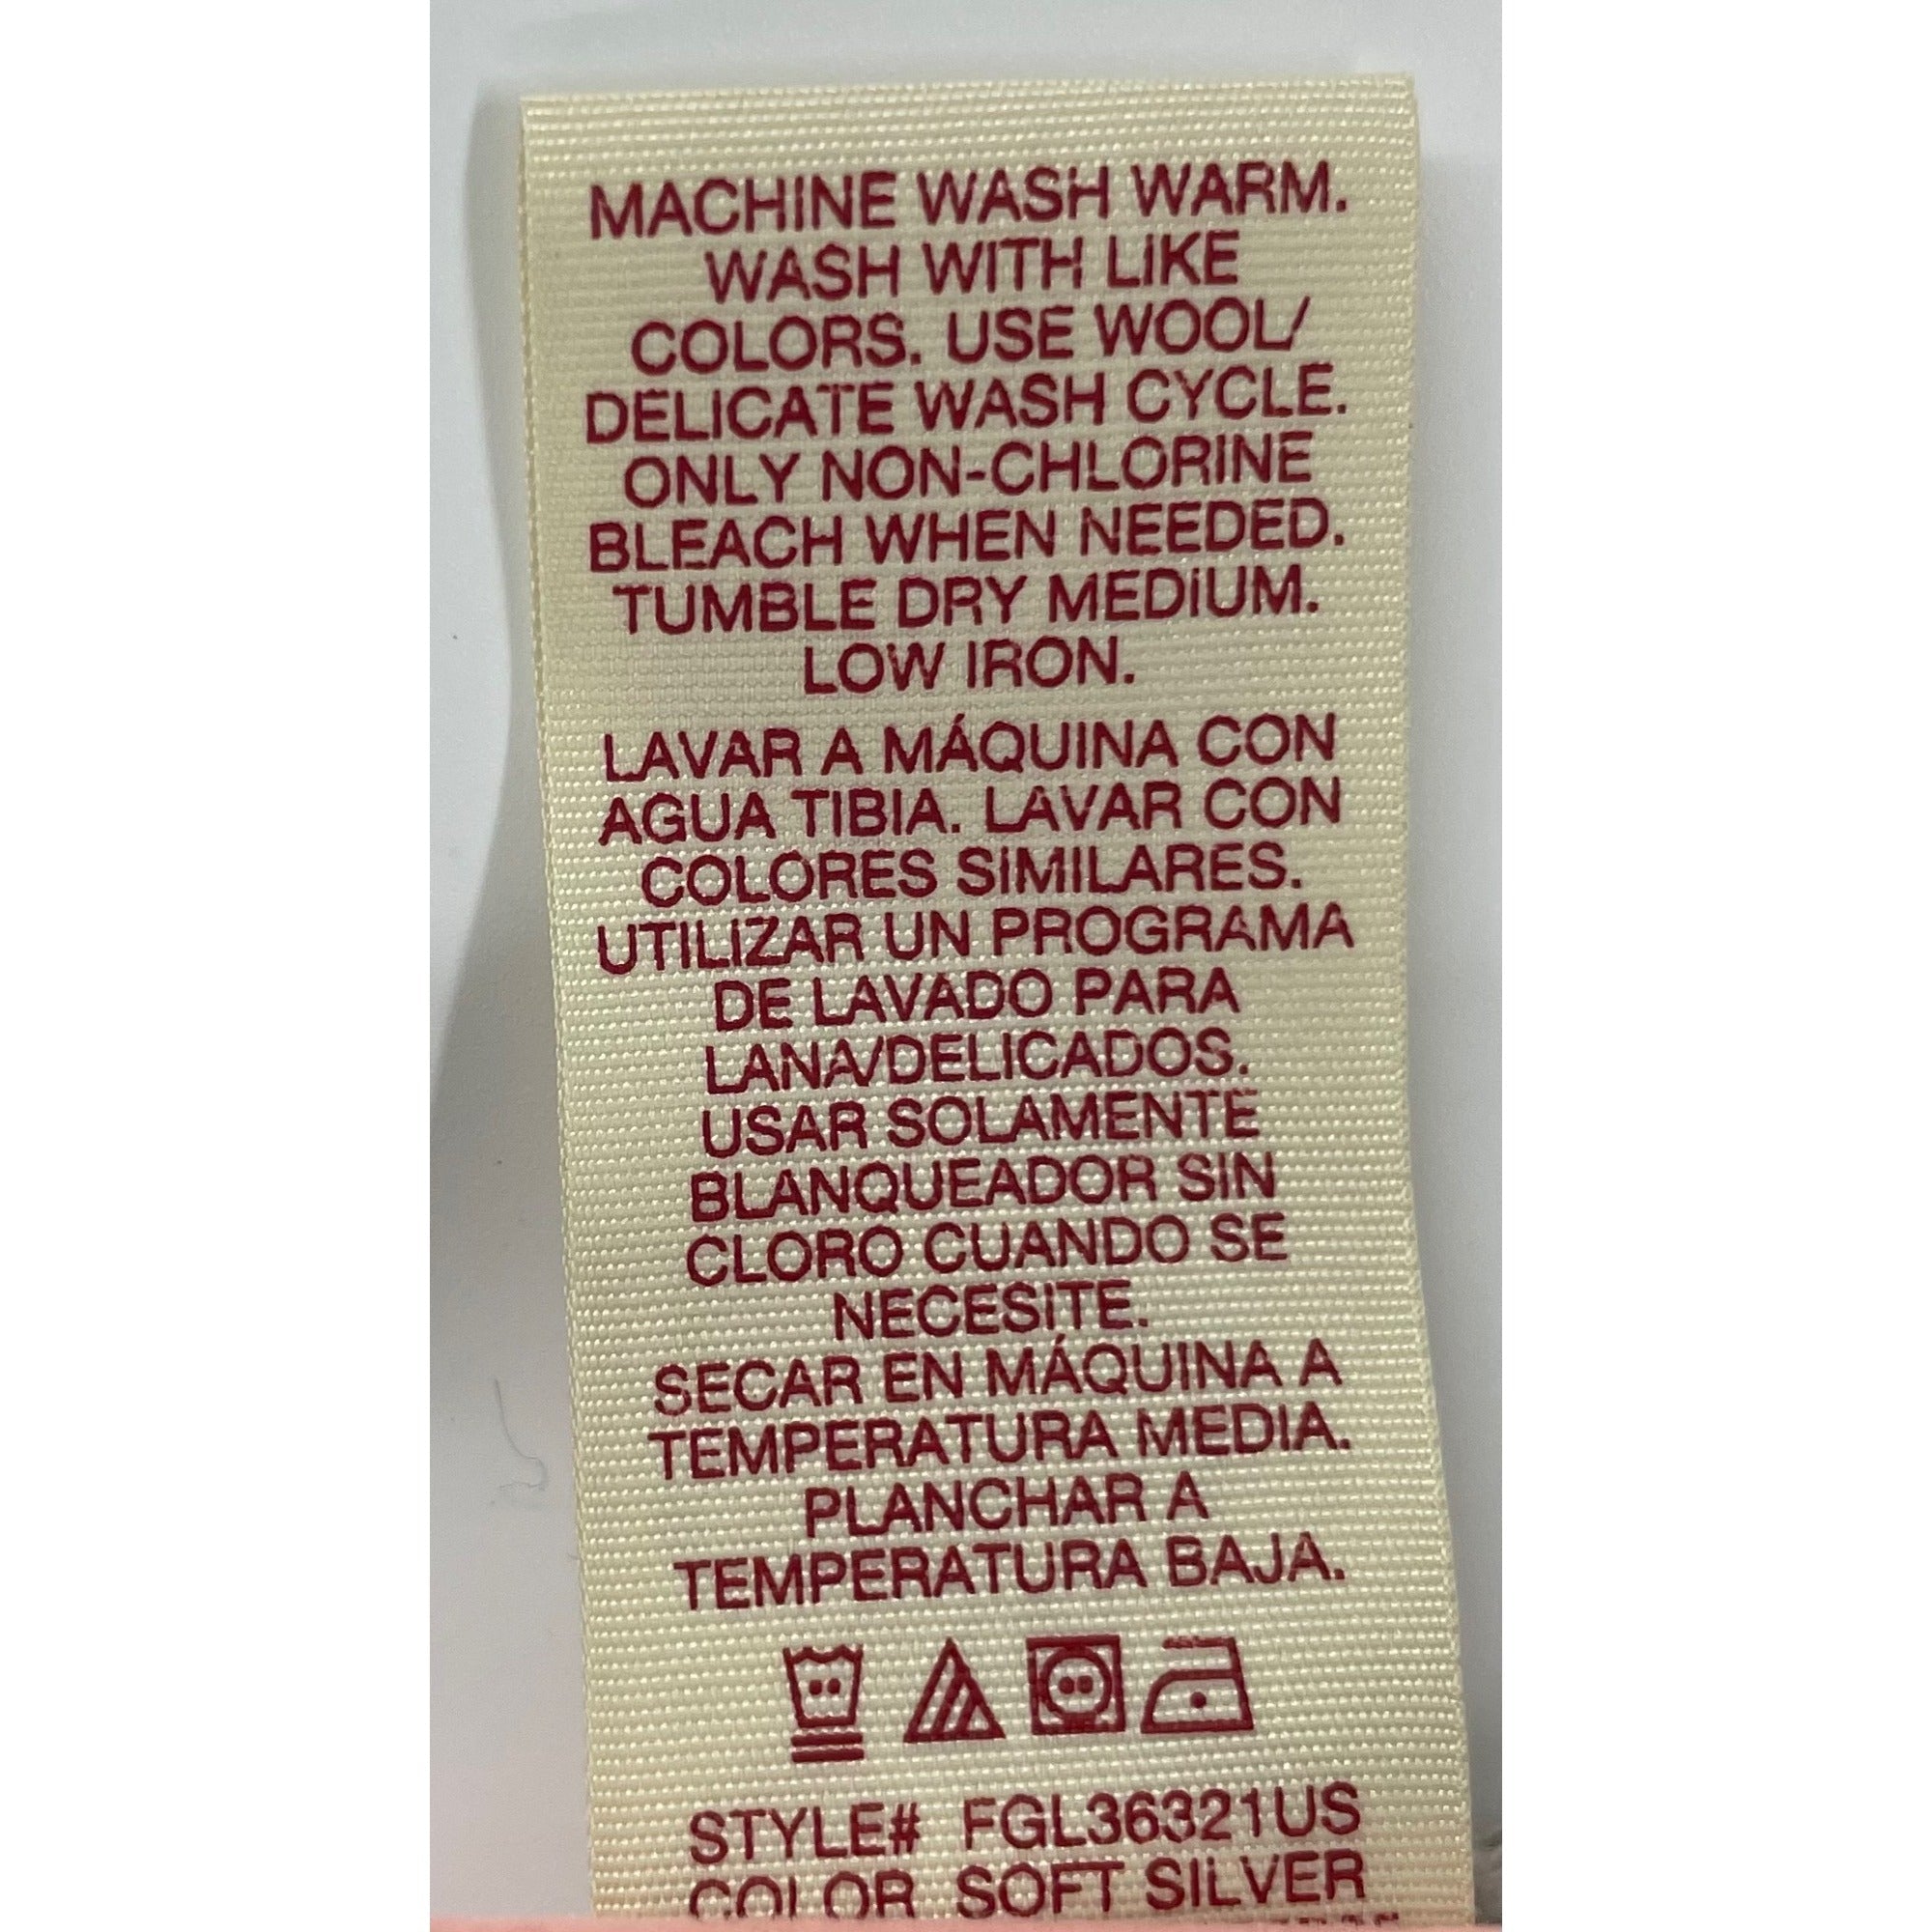 MACHINE WASH WARM.
WASH WITH LIKE
COLORS. USE WOOL/
DELICATE WASH CYCLE.
ONLY NON-CHLORINE
BLEACH WHEN NEEDED.
TUMBLE DRY MEDIUM.
LOW IRON.
LAVAR A MÁQUINA CON
AGUA TIBIA. LAVAR CON
COLORES SIMILARES.
UTILIZAR UN PROGRAMA
DE LAVADO PARA
LANA/DELICADOS.
USAR SOLAMENTE
BLANQUEADOR SIN
CLORO CUANDO SE
NECESITE.
SECAR EN MÁQUINA A
TEMPERATURA MEDIA.
PLANCHAR A
TEMPERATURA BAJA.
STYLE# FGL36321US
COLOR SOFT SILVER